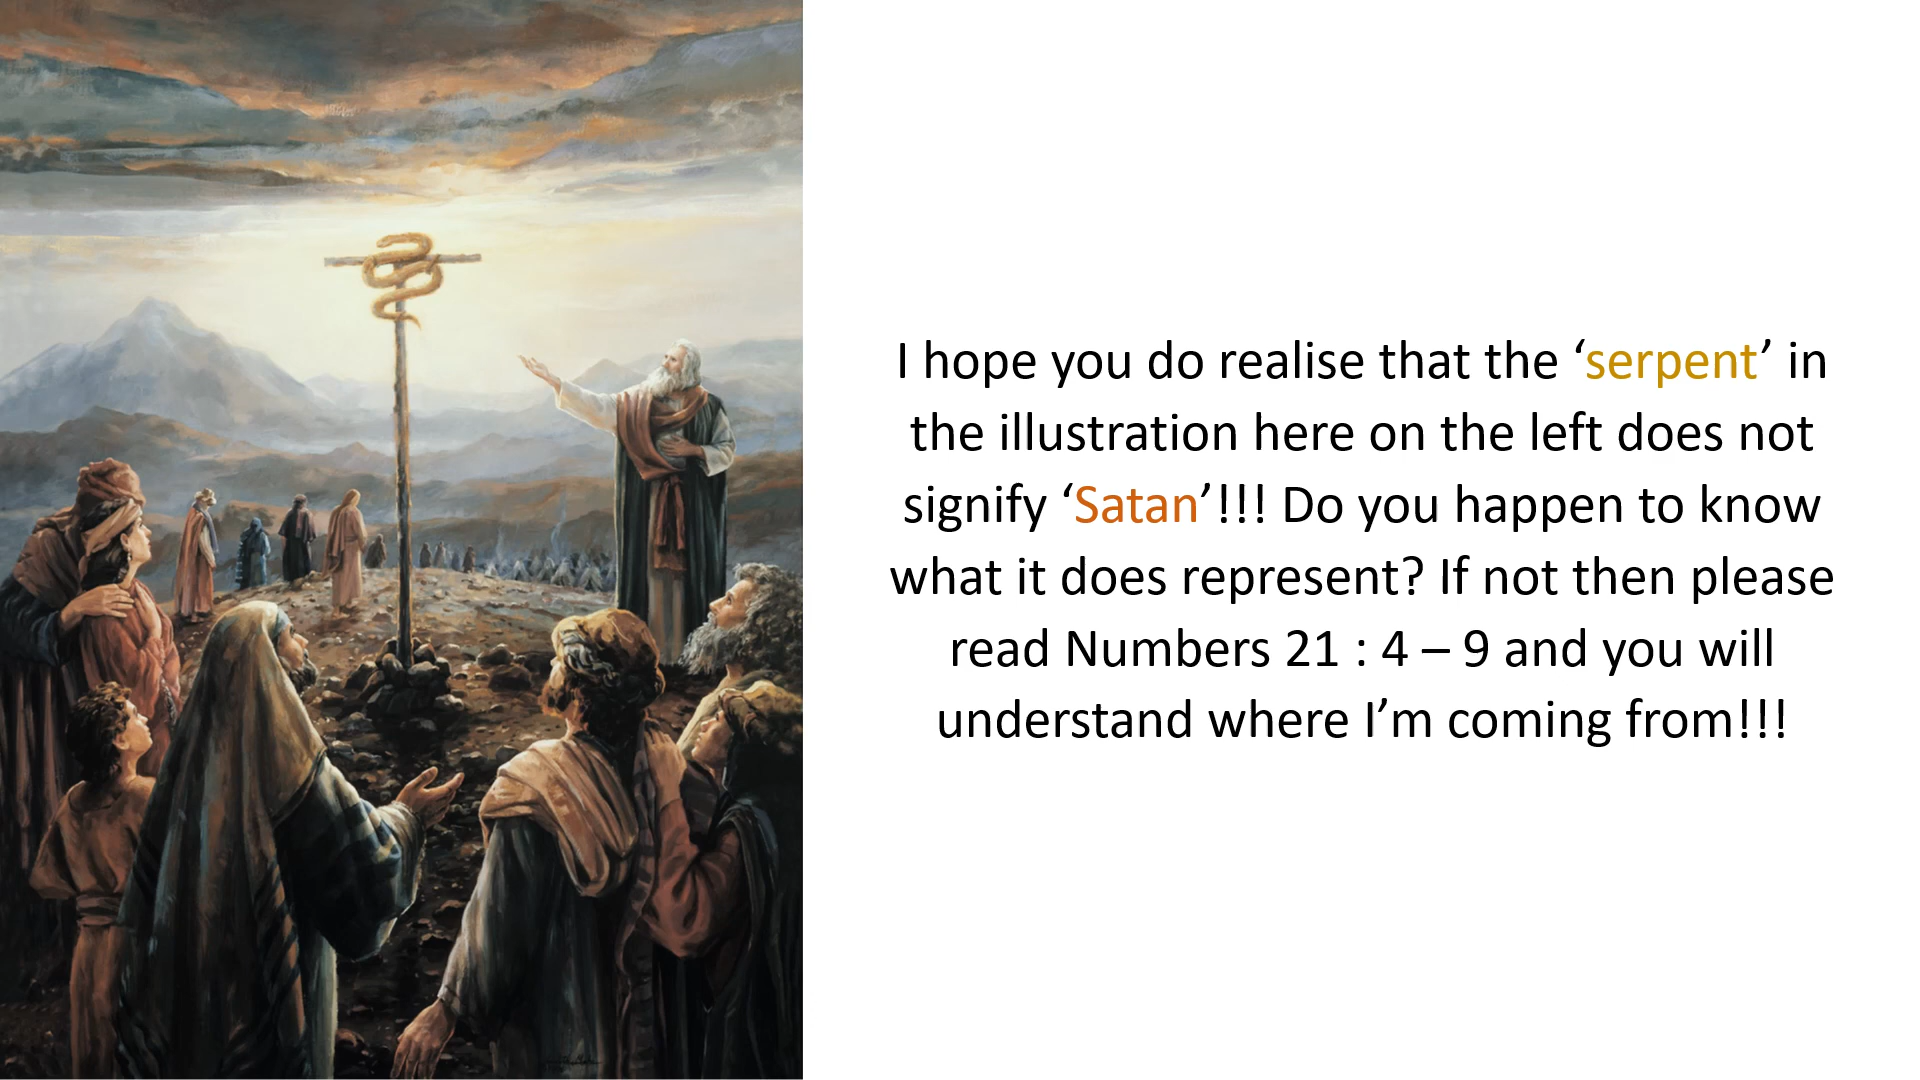 I hope you do realise that the ‘serpent’ in
the illustration here on the left does not
signify ‘Satan’!!! Do you happen to know
what it does represent? If not then please
read Numbers 21 : 4 – 9 and you will
understand where I’m coming from!!!